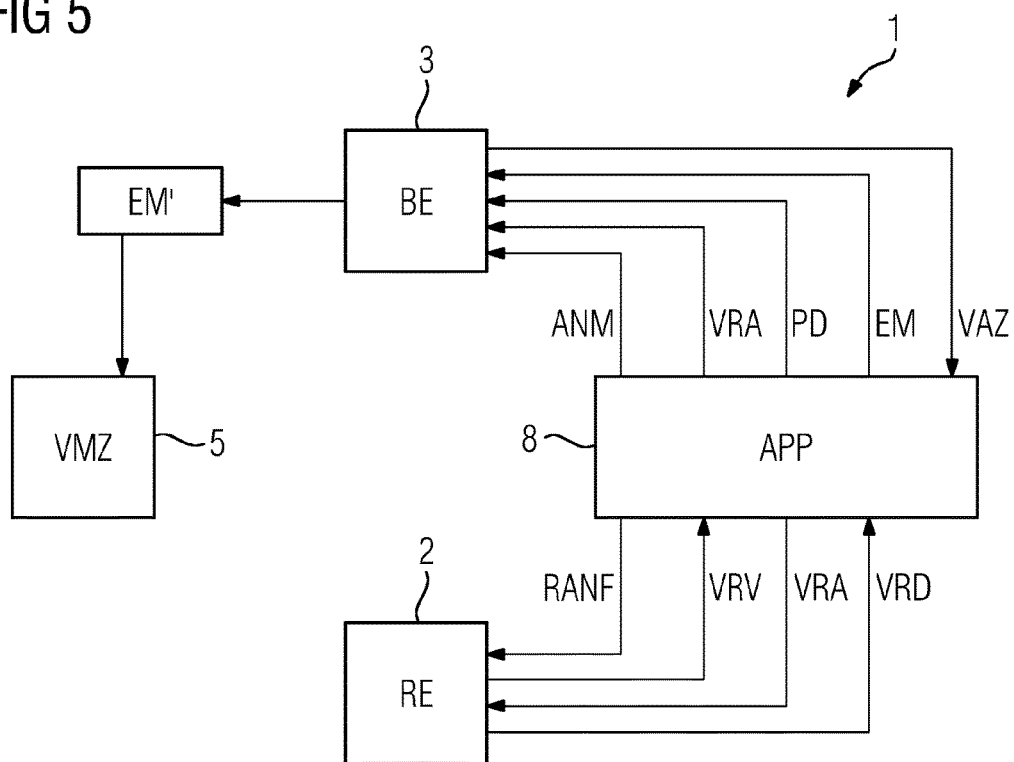 FIG 5
1
3
EM'
BE
ANM VRA PD EM VAZ
VMZ 5 8 APP
2
RANF VRV VRA VRD
RE